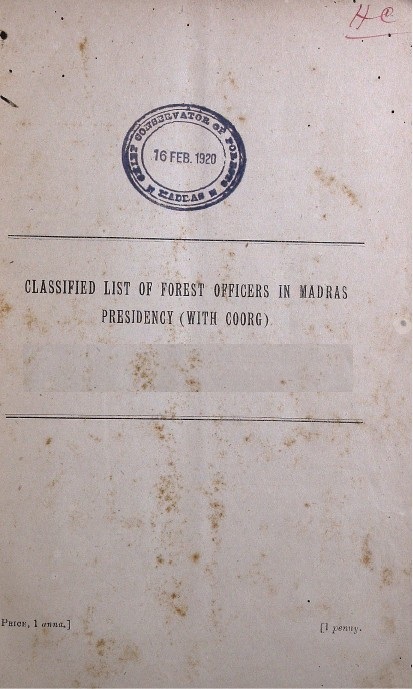 H C
CHIEF CONSERVATOR OF FORESTS
16 FEB. 1920
MADRAS
CLASSIFIED LIST OF FOREST OFFICERS IN MADRAS
PRESIDENCY (WITH COORG)
PRICE, 1 anna.]
[1 penny.